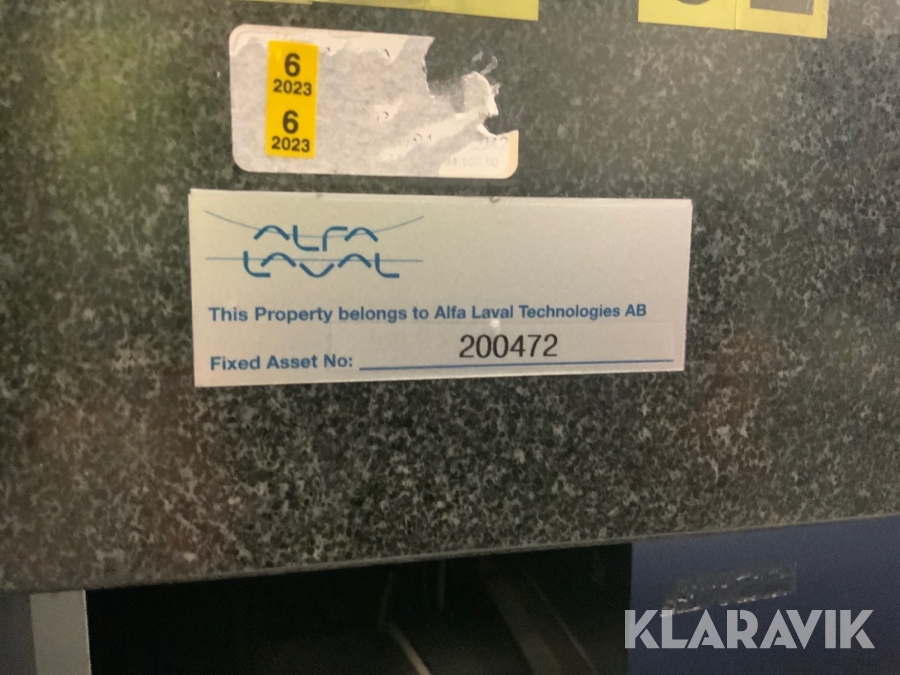 6
2023
6
2023
ALFA
LAVAL
This Property belongs to Alfa Laval Technologies AB
Fixed Asset No: 200472
KLARAVIK